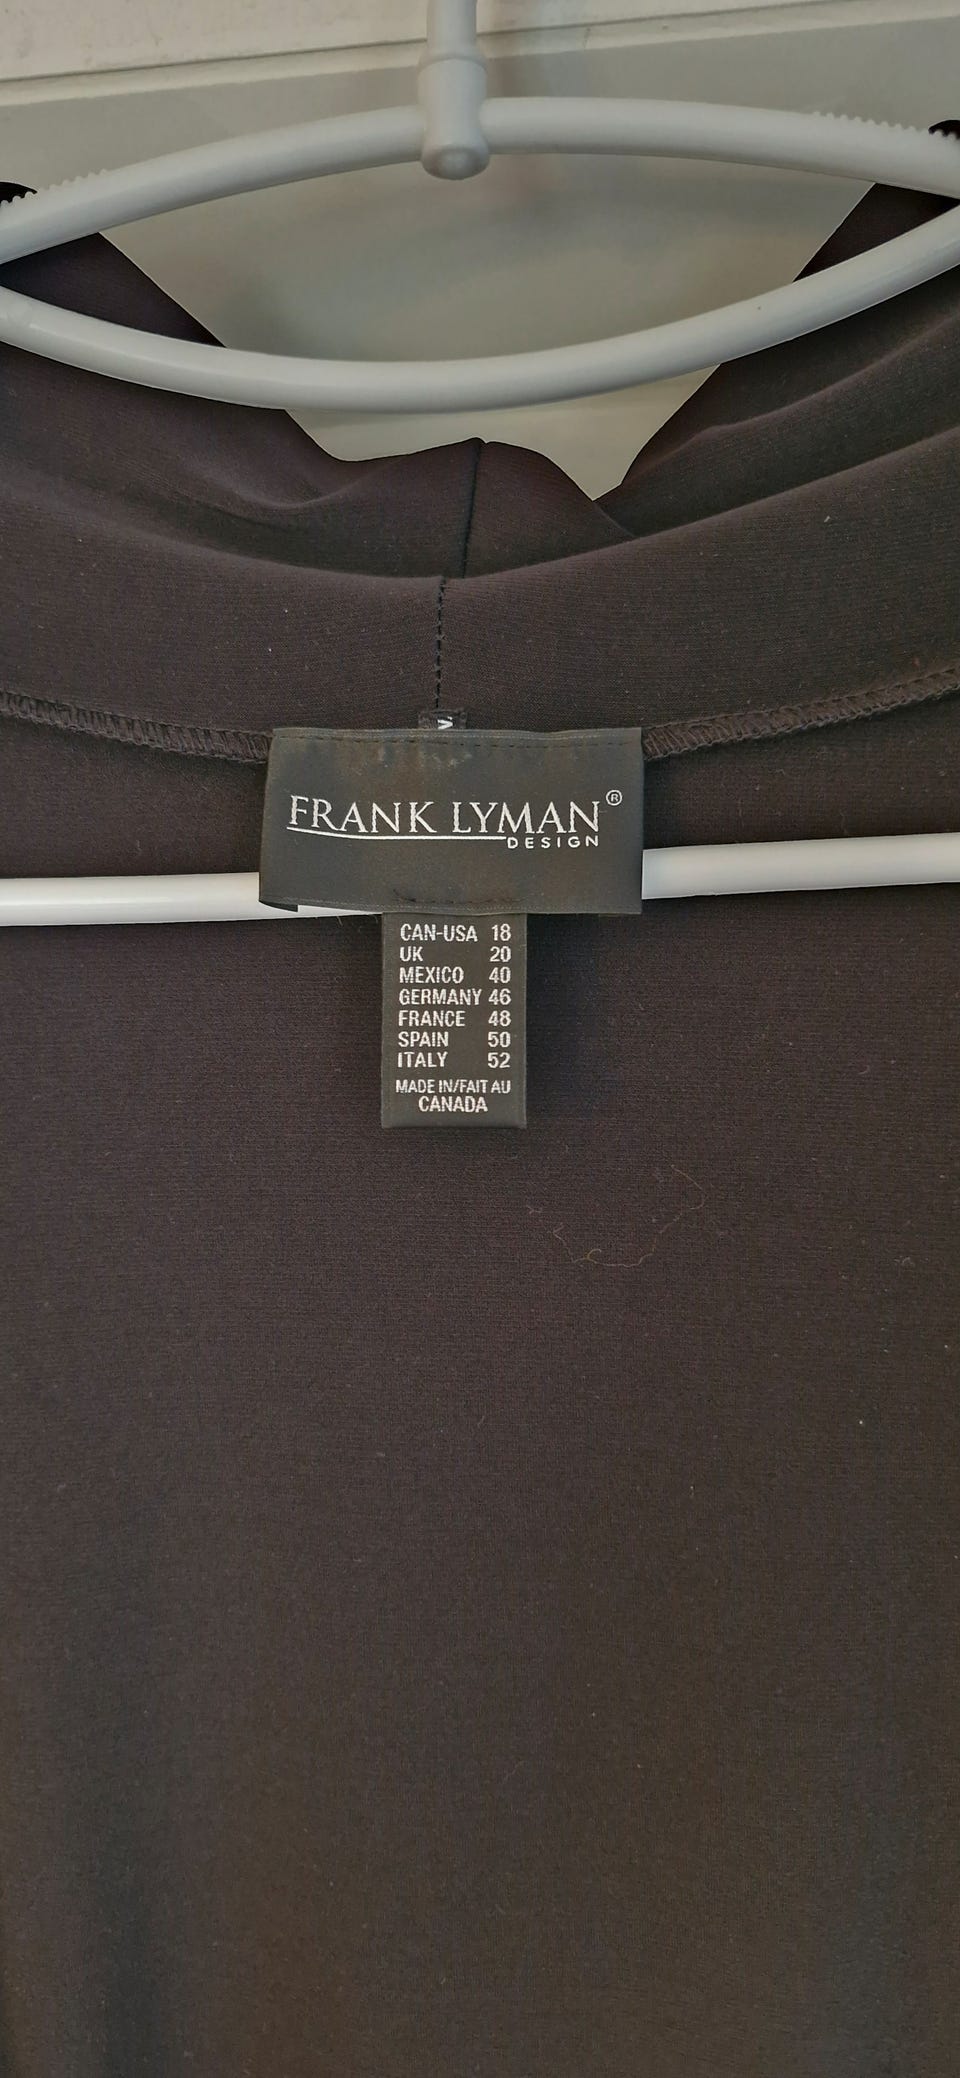 FRANK LYMAN®
DESIGN
CAN-USA 18
UK 20
MEXICO 40
GERMANY 46
FRANCE 48
SPAIN 50
ITALY 52
MADE IN/FAIT AU
CANADA